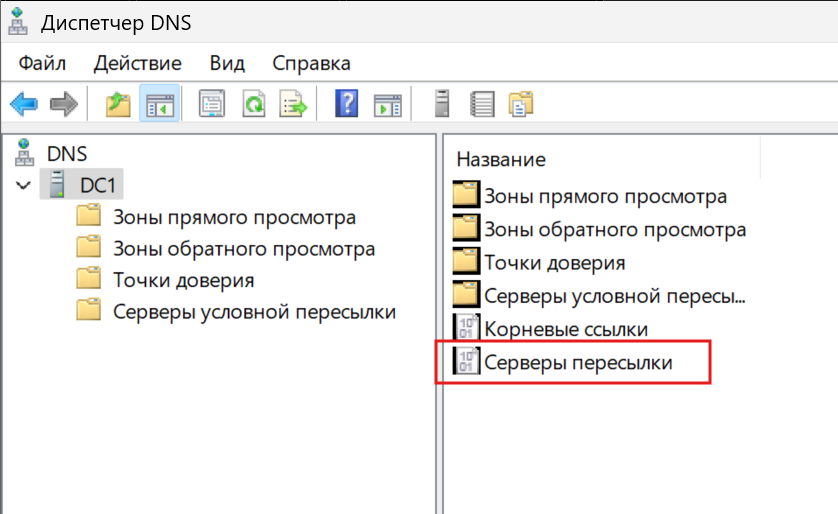 Диспетчер DNS
Файл Действие Вид Справка
DNS
DC1
Зоны прямого просмотра
Зоны обратного просмотра
Точки доверия
Серверы условной пересылки
Название
Зоны прямого просмотра
Зоны обратного просмотра
Точки доверия
Серверы условной пересы...
Корневые ссылки
Серверы пересылки